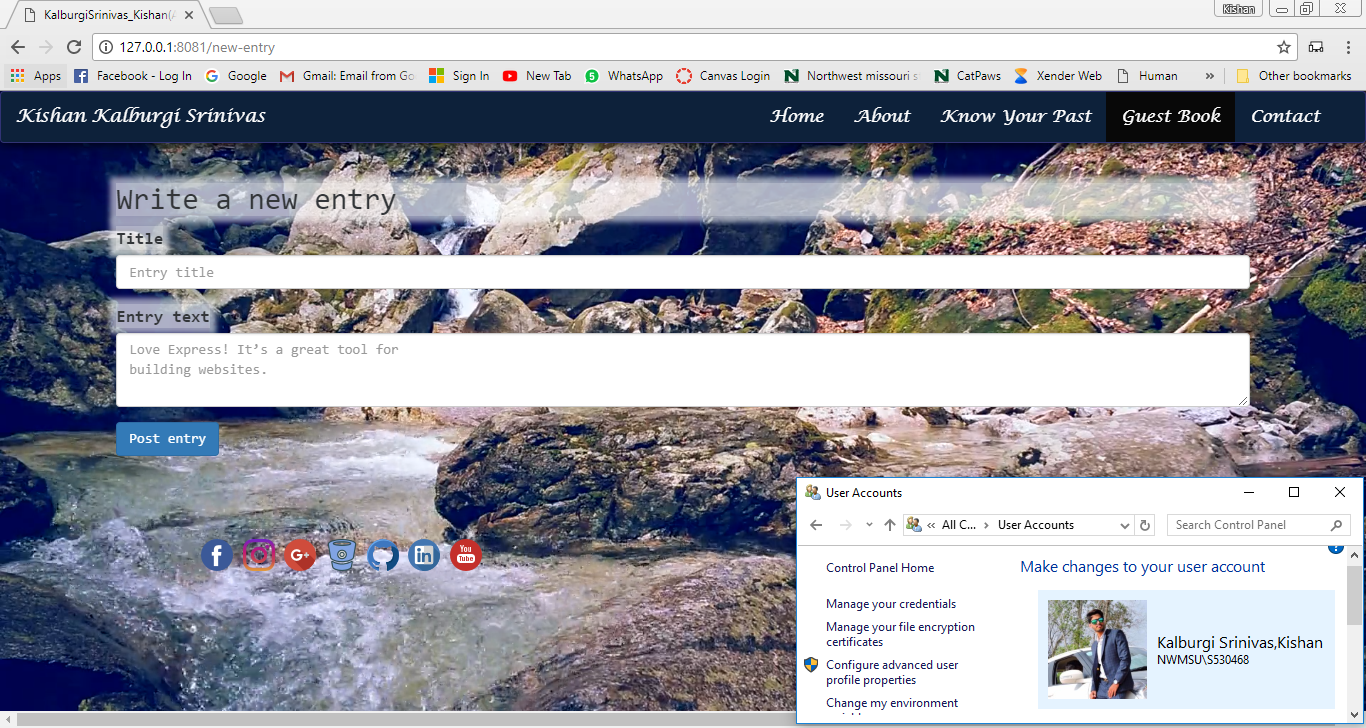 KalburgiSrinivas_Kishan(
Kishan
127.0.0.1:8081/new-entry
Apps Facebook - Log In Google Gmail: Email from Go Sign In New Tab WhatsApp Canvas Login Northwest missouri s CatPaws Xender Web Human » Other bookmarks
Kishan Kalburgi Srinivas Home About Know Your Past Guest Book Contact
Write a new entry
Title
Entry title
Entry text
Love Express! It’s a great tool for
building websites.
Post entry
You
Tube
User Accounts
« All C... › User Accounts Search Control Panel
Control Panel Home
Make changes to your user account
Manage your credentials
Manage your file encryption
certificates
Configure advanced user
profile properties
Change my environment
Kalburgi Srinivas,Kishan
NWMSU\S530468